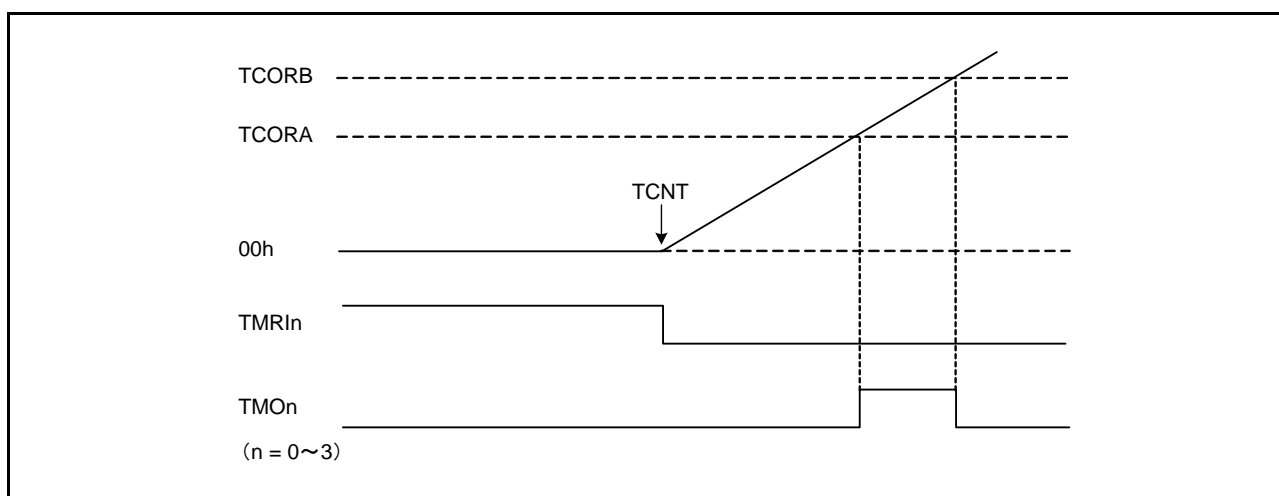 TCORB
TCORA
TCNT
00h
TMRIn
TMOn
（n = 0～3）